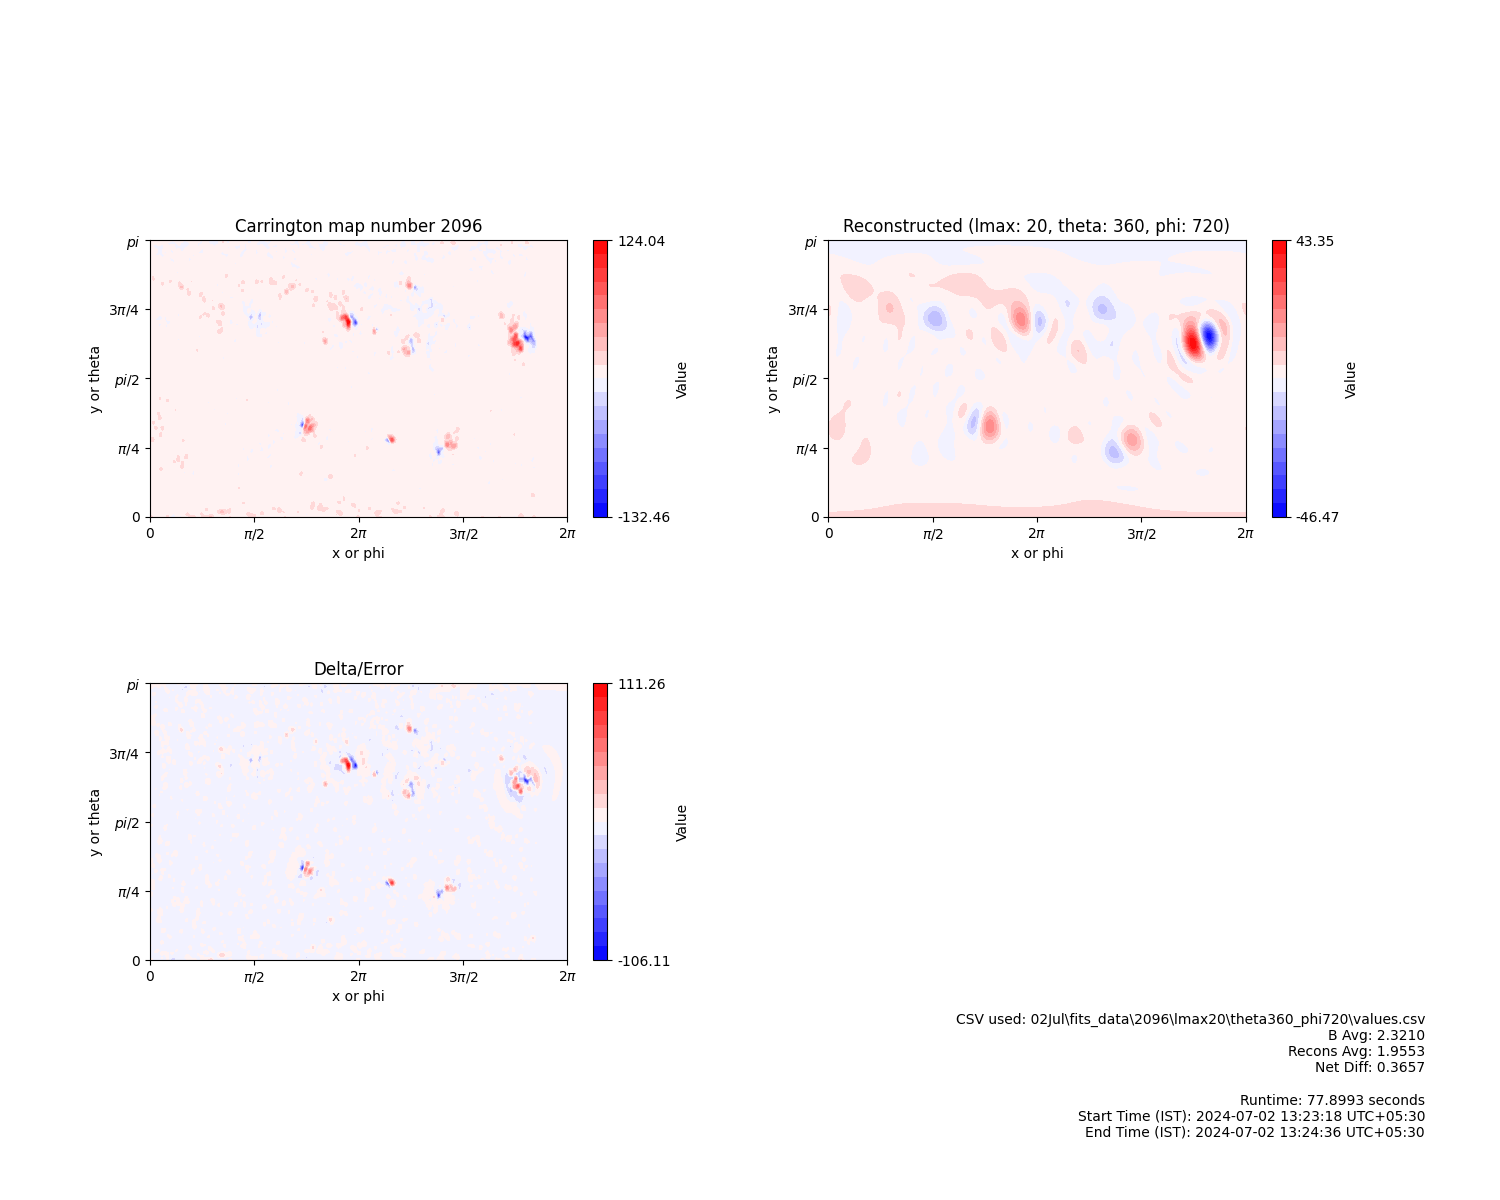 Carrington map number 2096
pi
3π/4
pi/2
π/4
0
y or theta
0
π/2
2π
3π/2
2π
x or phi
124.04
-132.46
Value
Reconstructed (lmax: 20, theta: 360, phi: 720)
pi
3π/4
pi/2
π/4
0
y or theta
0
π/2
2π
3π/2
2π
x or phi
43.35
-46.47
Value
Delta/Error
pi
3π/4
pi/2
π/4
0
y or theta
0
π/2
2π
3π/2
2π
x or phi
111.26
-106.11
Value
CSV used: 02Jul\fits_data\2096\lmax20\theta360_phi720\values.csv
B Avg: 2.3210
Recons Avg: 1.9553
Net Diff: 0.3657
Runtime: 77.8993 seconds
Start Time (IST): 2024-07-02 13:23:18 UTC+05:30
End Time (IST): 2024-07-02 13:24:36 UTC+05:30